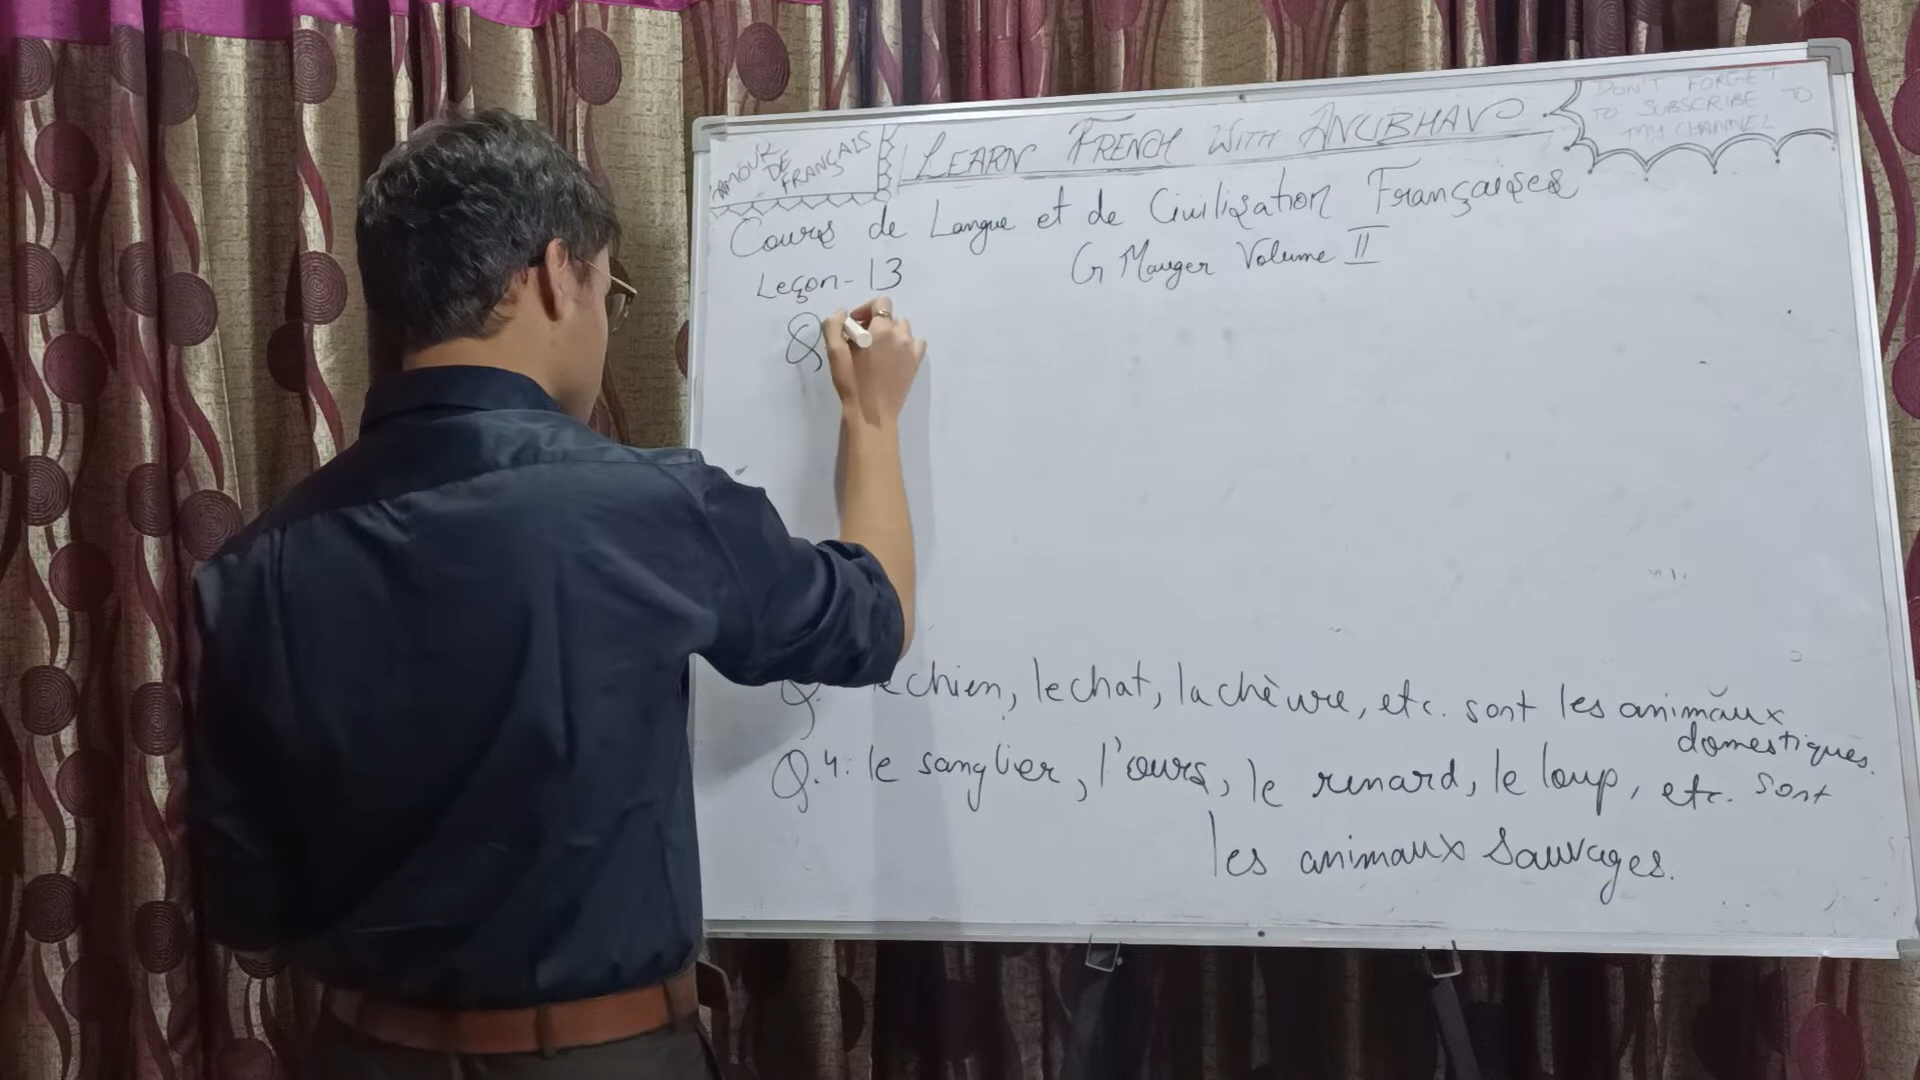 AMOUR
DE
FRANÇAIS
LEARN FRENCH WITH ANUBHAV
DON'T FORGET
TO SUBSCRIBE TO
MY CHANNEL
Cours de Langue et de Civilisation Françaises
G Mauger Volume II
Leçon-13
Q
Q. le chien, le chat, la chèvre, etc. sont les animaux
domestiques.
Q.4: le sanglier, l'ours, le renard, le loup, etc. sont
les animaux sauvages.